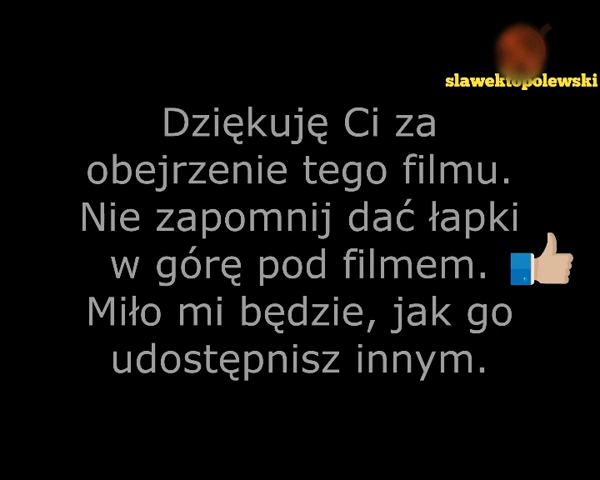 slawektopolewski
Dziękuję Ci za
obejrzenie tego filmu.
Nie zapomnij dać łapki
w górę pod filmem.
Miło mi będzie, jak go
udostępnisz innym.